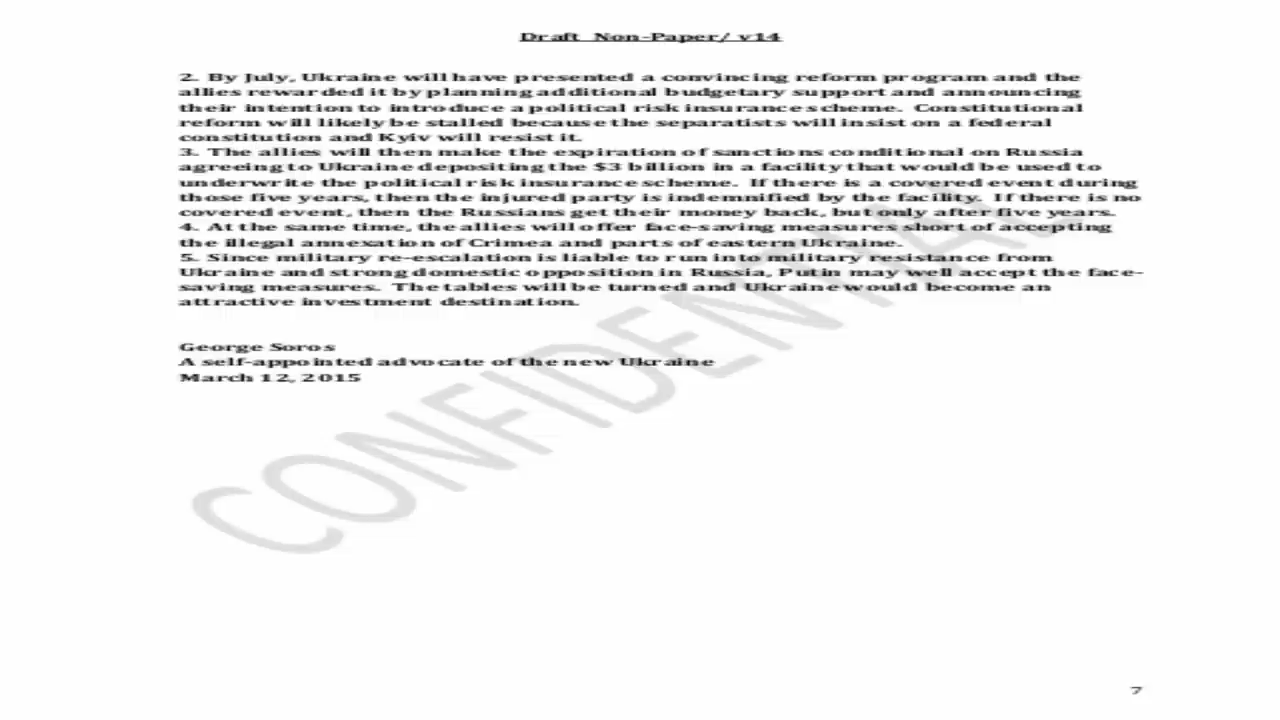 Draft Non-Paper/ v14
2. By July, Ukraine will have presented a convincing reform program and the
allies rewarded it by planning additional budgetary support and announcing
their intention to introduce a political risk insurance scheme. Constitutional
reform will likely be stalled because the separatists will insist on a federal
constitution and Kyiv will resist it.
3. The allies will then make the expiration of sanctions conditional on Russia
agreeing to Ukraine depositing the $3 billion in a facility that would be used to
underwrite the political risk insurance scheme. If there is a covered event during
those five years, then the injured party is indemnified by the facility. If there is no
covered event, then the Russians get their money back, but only after five years.
4. At the same time, the allies will offer face-saving measures short of accepting
the illegal annexation of Crimea and parts of eastern Ukraine.
5. Since military re-escalation is liable to run into military resistance from
Ukraine and strong domestic opposition in Russia, Putin may well accept the face-
saving measures. The tables will be turned and Ukraine would become an
attractive investment destination.
George Soros
A self-appointed advocate of the new Ukraine
March 12, 2015
CONFIDENTIAL
7